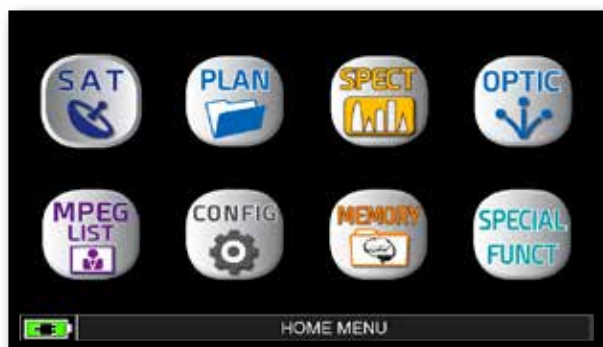 SAT
PLAN
SPECT
OPTIC
MPEG
LIST
CONFIG
MEMORY
SPECIAL
FUNCT
HOME MENU